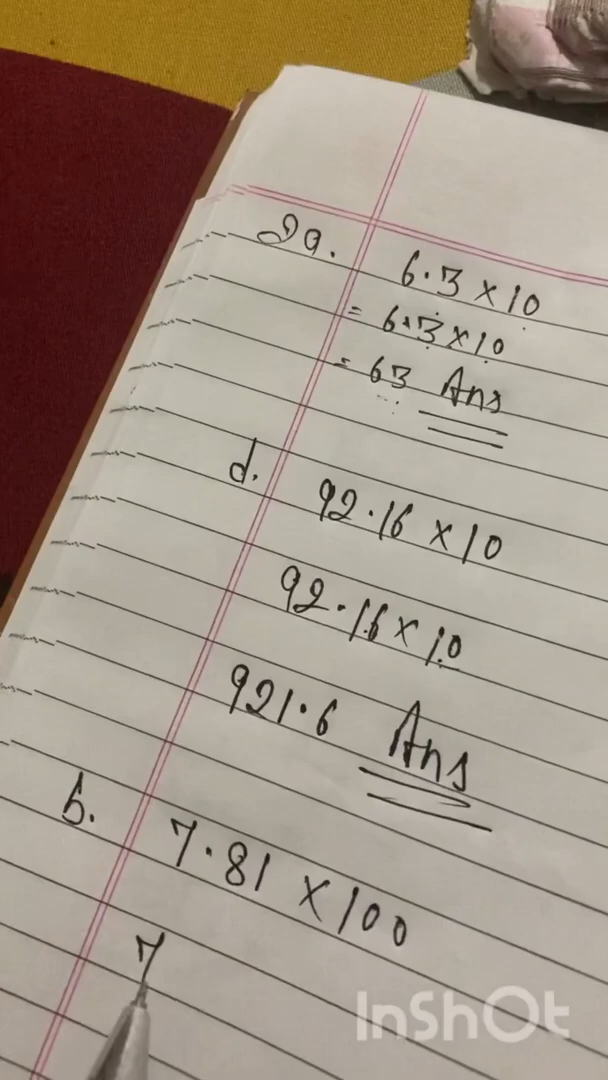 2a. 6.3 × 10
= 6.3 × 10
= 63 Ans
d. 92.16 × 10
92.16 × 10
921.6 Ans
b. 7.81 × 100
7
InShOt